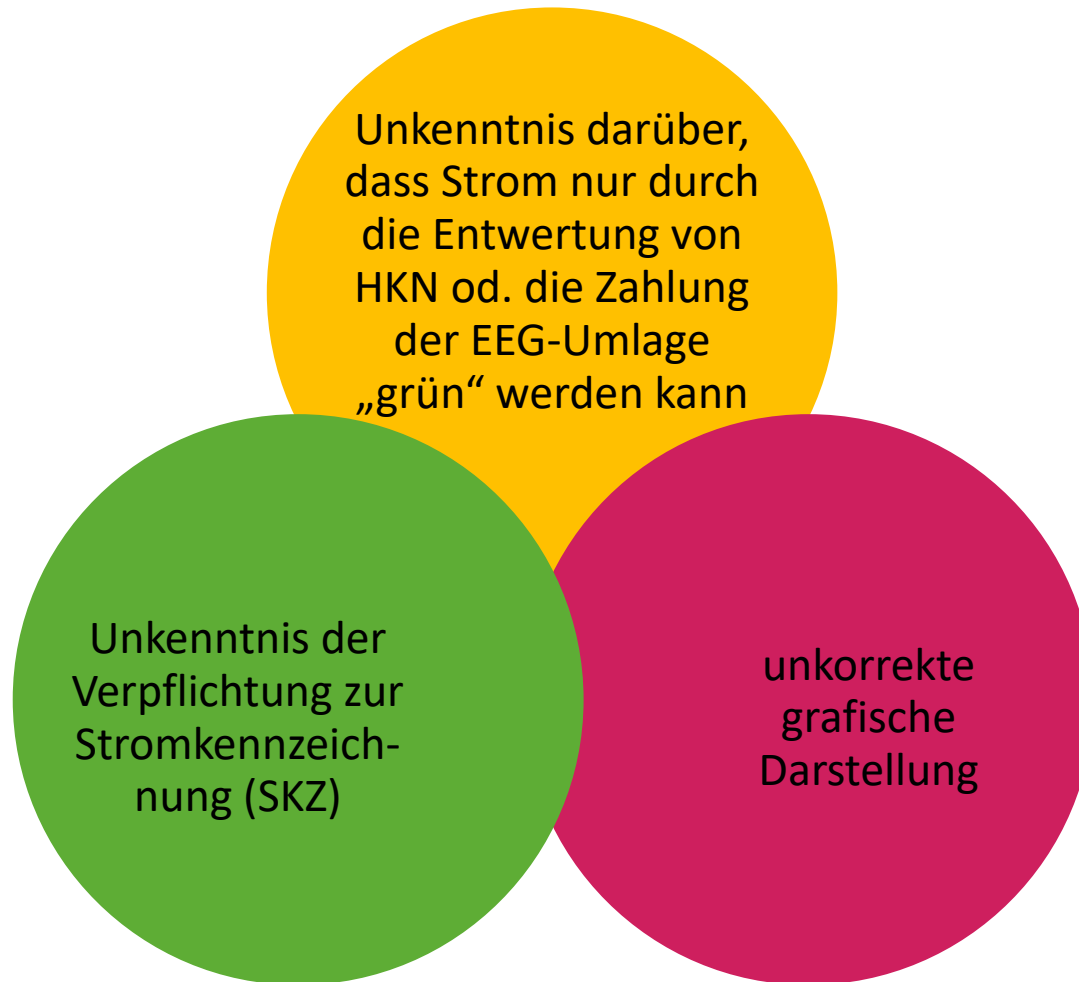 Unkenntnis darüber,
dass Strom nur durch
die Entwertung von
HKN od. die Zahlung
der EEG-Umlage
„grün“ werden kann
Unkenntnis der
Verpflichtung zur
Stromkennzeich-
nung (SKZ)
unkorrekte
grafische
Darstellung